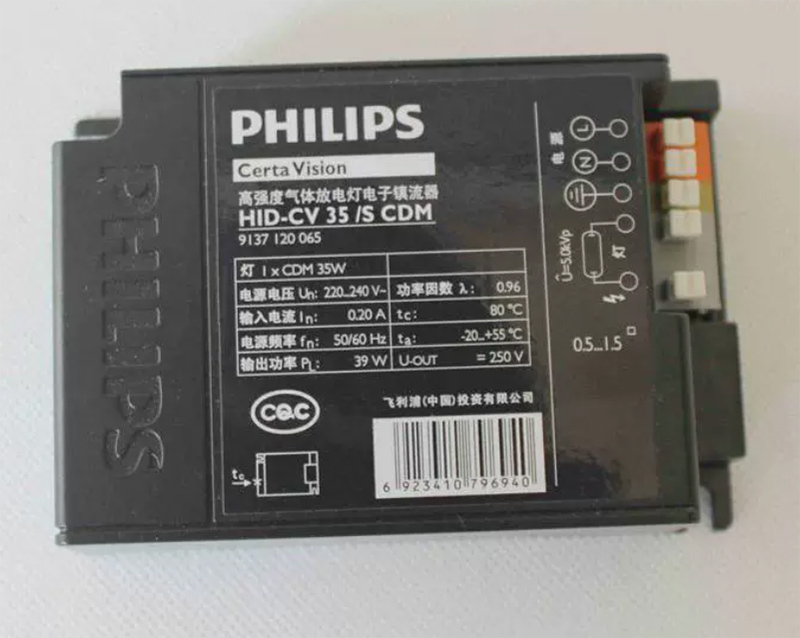 PHILIPS
PHILIPS
Certa Vision
高强度气体放电灯电子镇流器
HID-CV 35 /S CDM
9137 120 065
灯 1 x CDM 35W
电源电压 Un: 220...240 V~ 功率因数 λ: 0.96
输入电流 In: 0.20 A tc: 80 °C
电源频率 fn: 50/60 Hz ta: -20...+55 °C
输出功率 PL: 39 W U-OUT = 250 V
CQC
飞利浦(中国)投资有限公司
tc
6 923410 796940
电源
L
N
灯
Û=5.0kVp
0.5...1.5 □